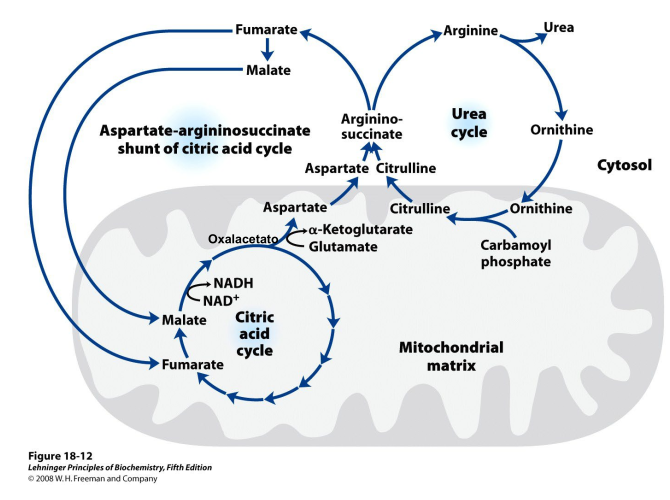 Fumarate
Arginine
Urea
Malate
Aspartate-argininosuccinate
shunt of citric acid cycle
Arginino-
succinate
Urea
cycle
Ornithine
Cytosol
Aspartate
Citrulline
Aspartate
Citrulline
Ornithine
Oxalacetato
α-Ketoglutarate
Glutamate
Carbamoyl
phosphate
NADH
NAD+
Malate
Citric
acid
cycle
Mitochondrial
matrix
Fumarate
Figure 18-12
Lehninger Principles of Biochemistry, Fifth Edition
© 2008 W. H. Freeman and Company